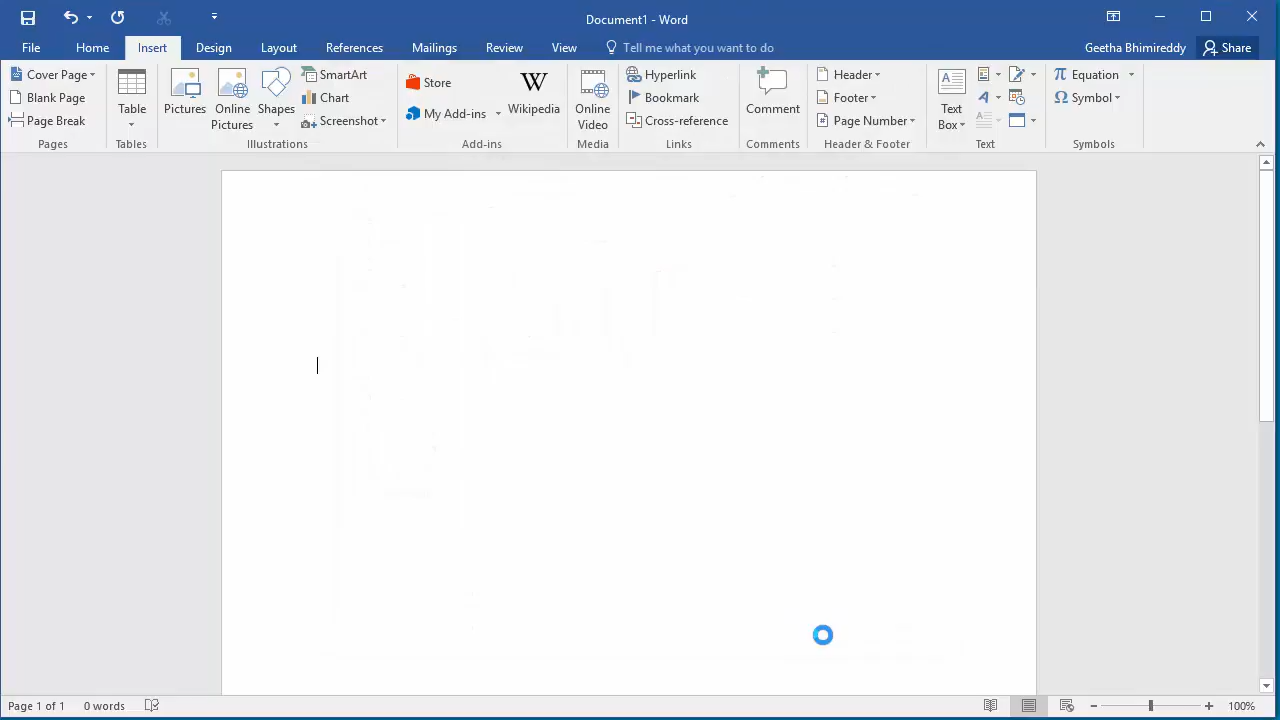 Document1 - Word
File Home Insert Design Layout References Mailings Review View Tell me what you want to do Geetha Bhimireddy Share
Cover Page
Blank Page
Page Break
Pages
Table
Tables
Pictures
Online
Pictures
Shapes
SmartArt
Chart
Screenshot
Illustrations
Store
My Add-ins
W
Wikipedia
Add-ins
Online
Video
Media
Hyperlink
Bookmark
Cross-reference
Links
Comment
Comments
Header
Footer
Page Number
Header & Footer
A
Text
Box
A
A
Text
π Equation
Ω Symbol
Symbols
Page 1 of 1 0 words 100%